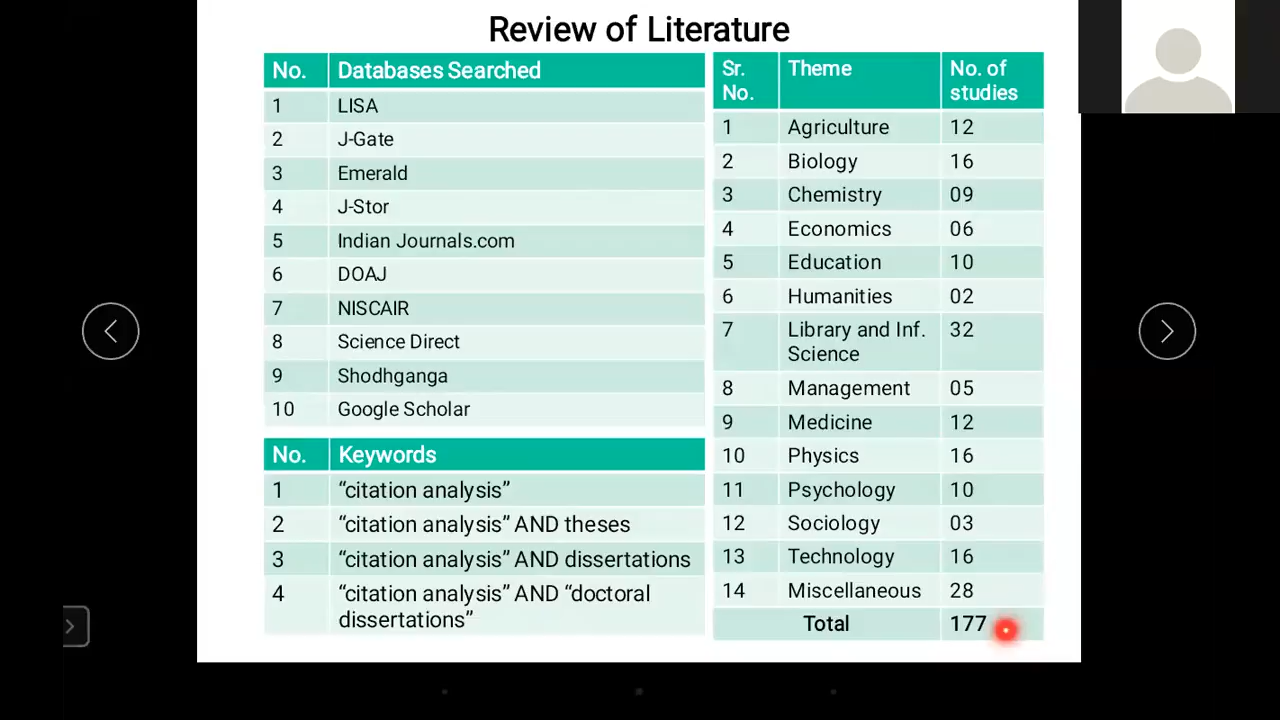 Review of Literature
No. Databases Searched
1 LISA
2 J-Gate
3 Emerald
4 J-Stor
5 Indian Journals.com
6 DOAJ
7 NISCAIR
8 Science Direct
9 Shodhganga
10 Google Scholar
No. Keywords
1 “citation analysis”
2 “citation analysis” AND theses
3 “citation analysis” AND dissertations
4 “citation analysis” AND “doctoral
dissertations”
Sr. Theme No. of
No. studies
1 Agriculture 12
2 Biology 16
3 Chemistry 09
4 Economics 06
5 Education 10
6 Humanities 02
7 Library and Inf. 32
Science
8 Management 05
9 Medicine 12
10 Physics 16
11 Psychology 10
12 Sociology 03
13 Technology 16
14 Miscellaneous 28
Total 177